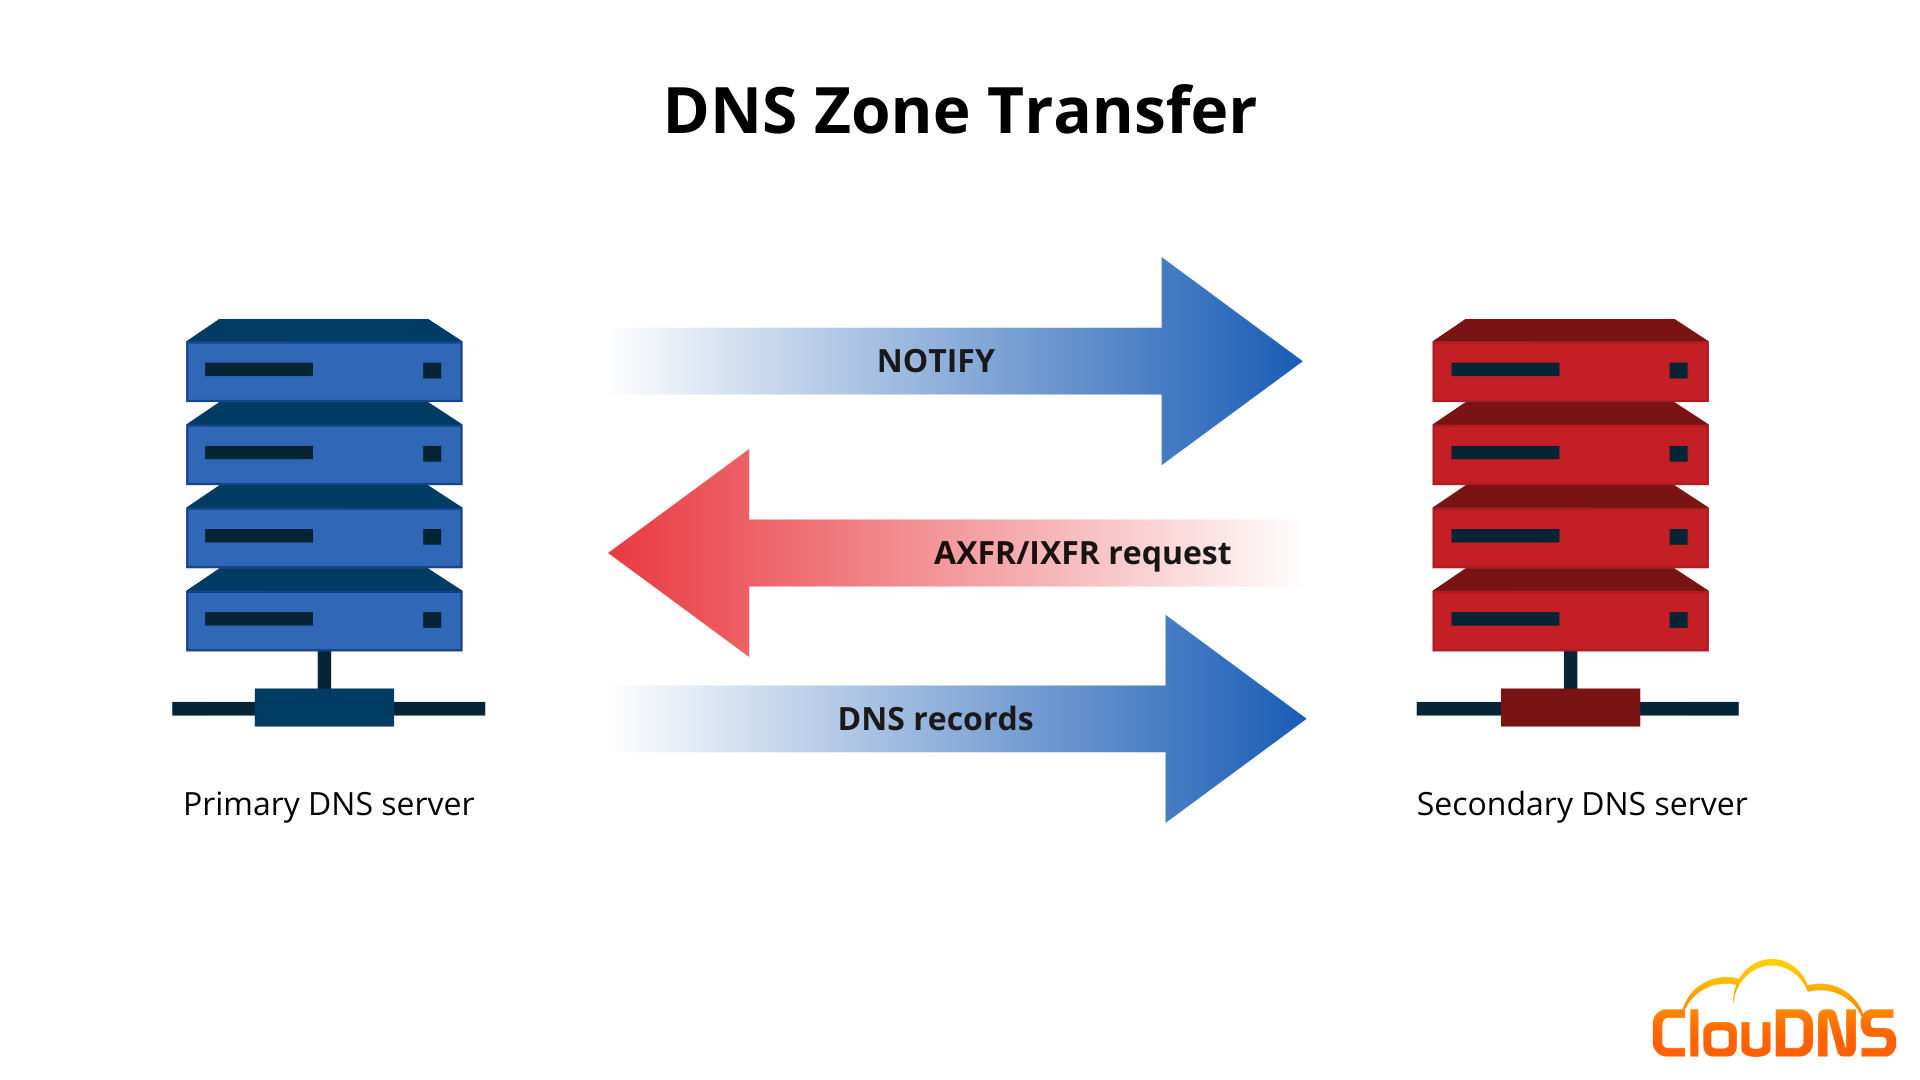 DNS Zone Transfer
NOTIFY
AXFR/IXFR request
DNS records
Primary DNS server
Secondary DNS server
ClouDNS